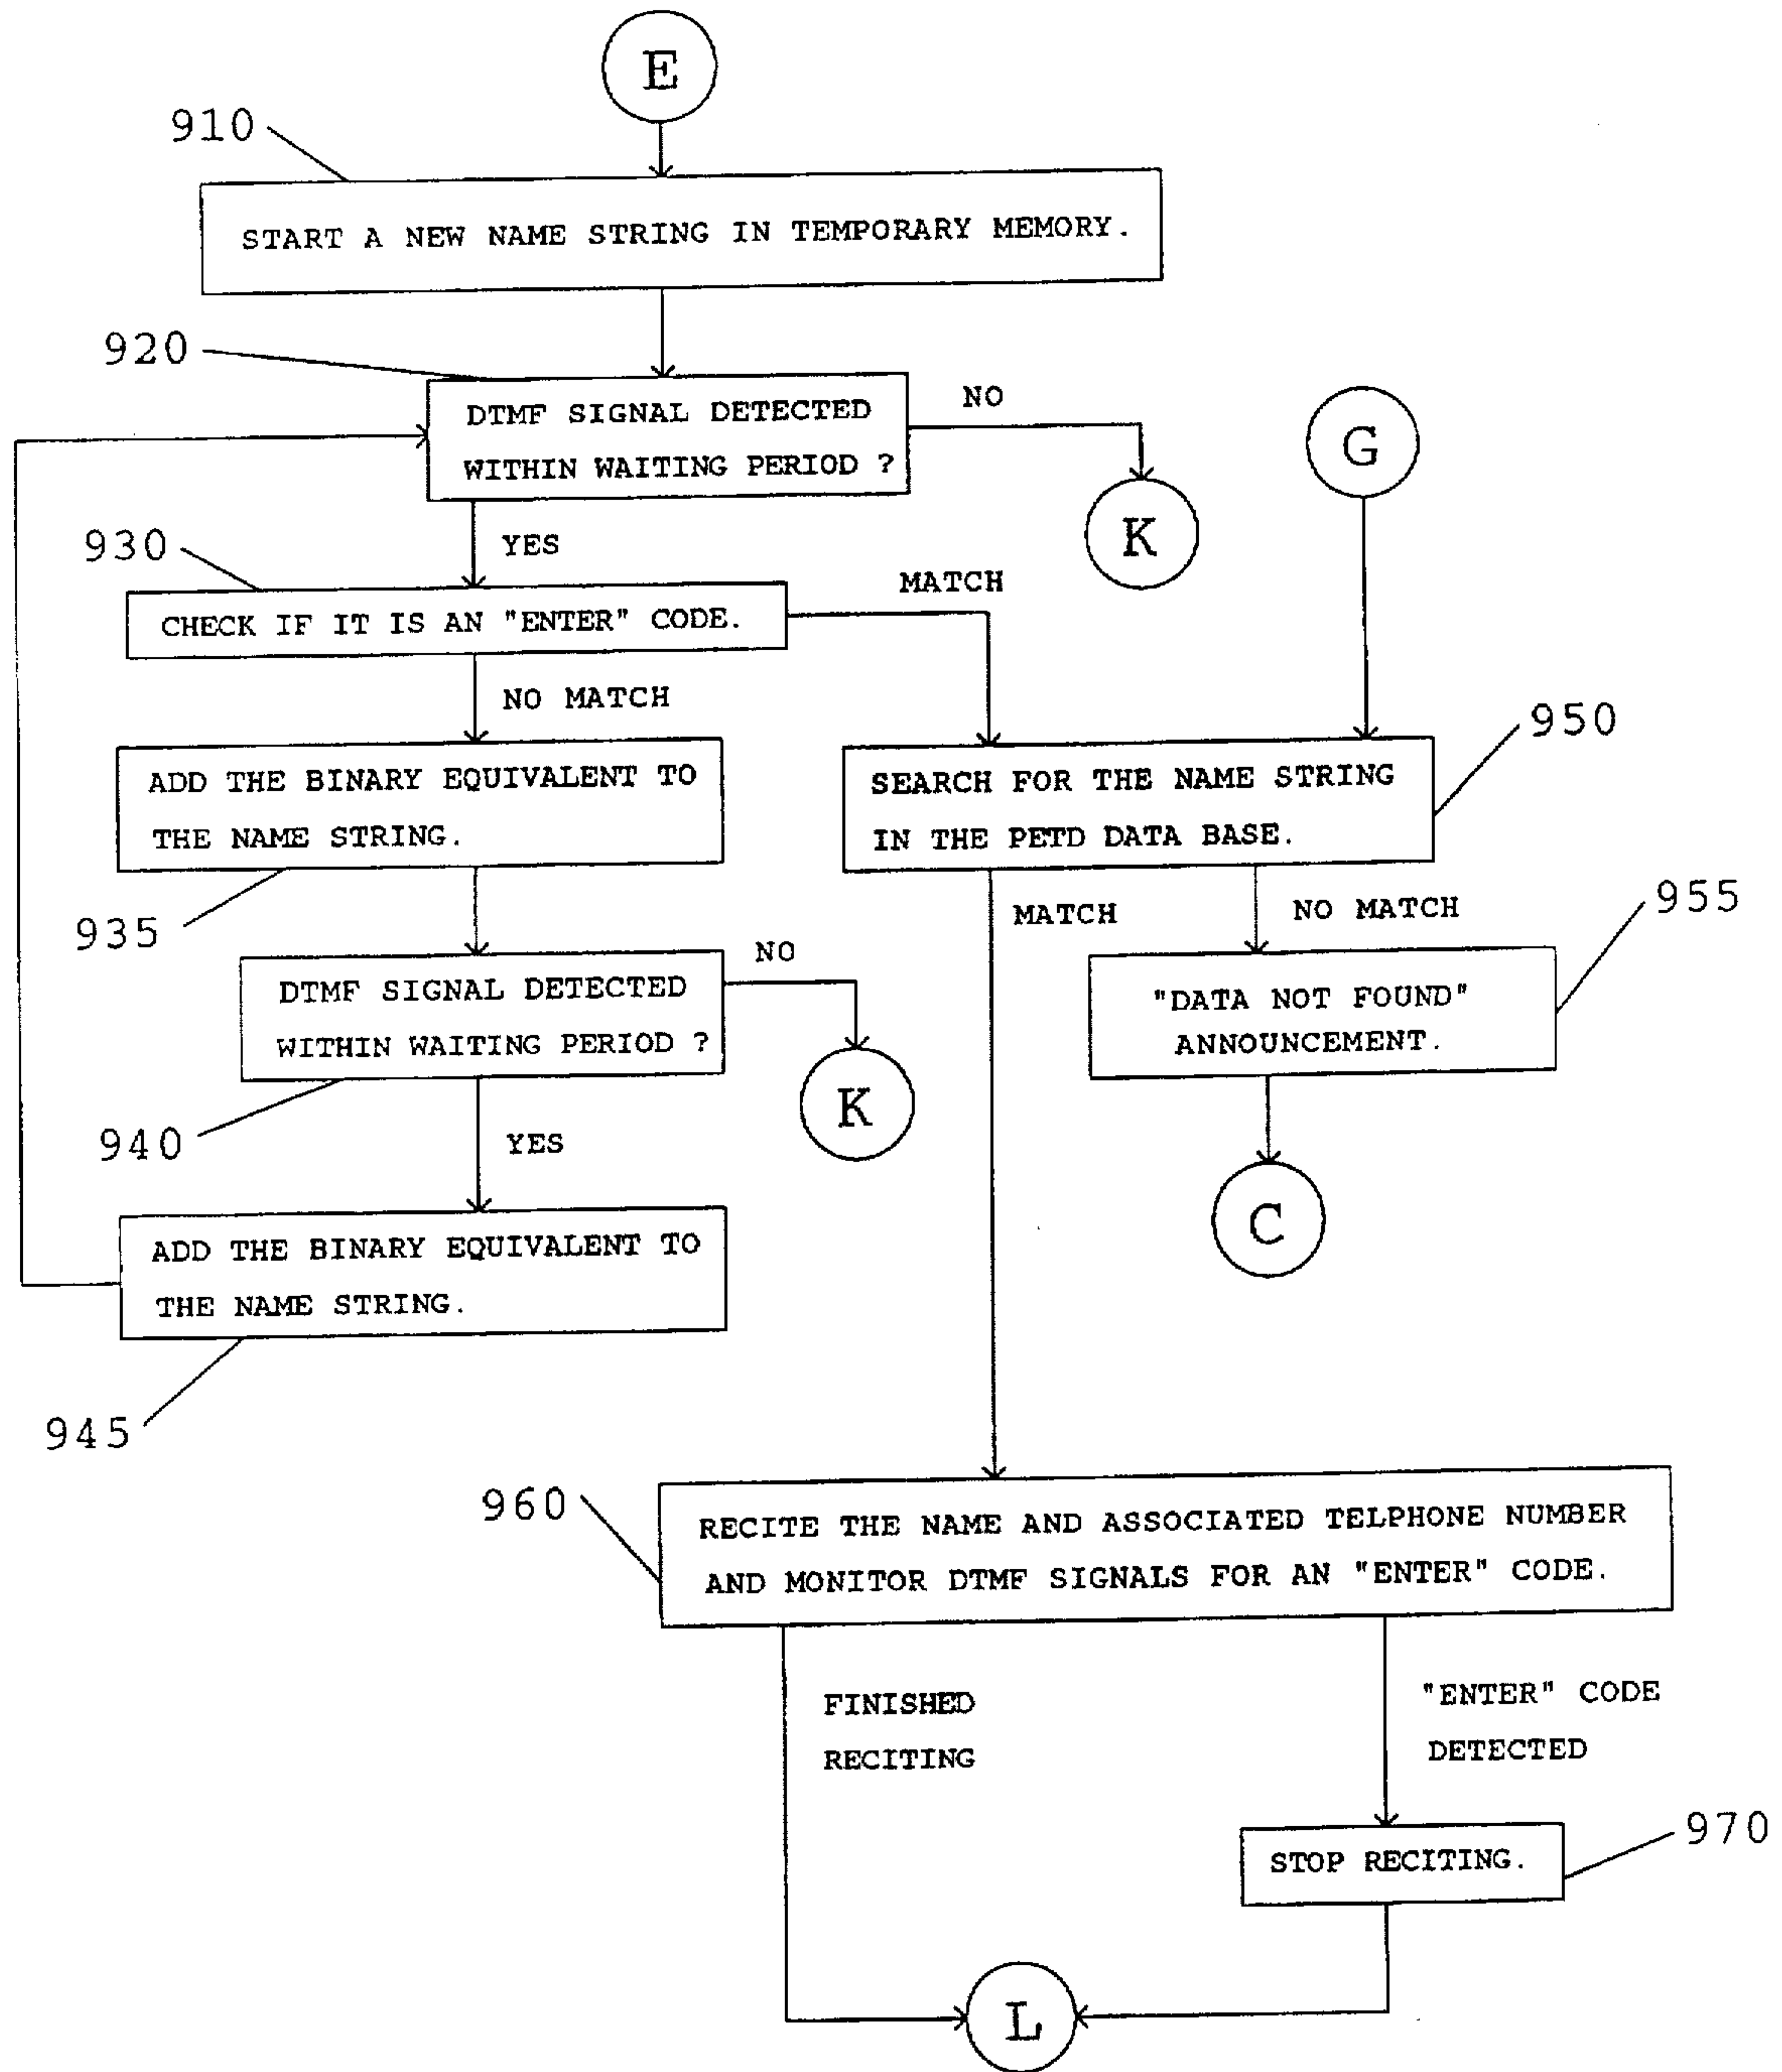 E
910
START A NEW NAME STRING IN TEMPORARY MEMORY.
920
DTMF SIGNAL DETECTED
WITHIN WAITING PERIOD ?
NO
K
G
YES
930
CHECK IF IT IS AN "ENTER" CODE.
MATCH
NO MATCH
ADD THE BINARY EQUIVALENT TO
THE NAME STRING.
935
SEARCH FOR THE NAME STRING
IN THE PETD DATA BASE.
950
MATCH
NO MATCH
955
DTMF SIGNAL DETECTED
WITHIN WAITING PERIOD ?
NO
K
940
YES
"DATA NOT FOUND"
ANNOUNCEMENT.
C
ADD THE BINARY EQUIVALENT TO
THE NAME STRING.
945
960
RECITE THE NAME AND ASSOCIATED TELPHONE NUMBER
AND MONITOR DTMF SIGNALS FOR AN "ENTER" CODE.
FINISHED
RECITING
"ENTER" CODE
DETECTED
970
STOP RECITING.
L